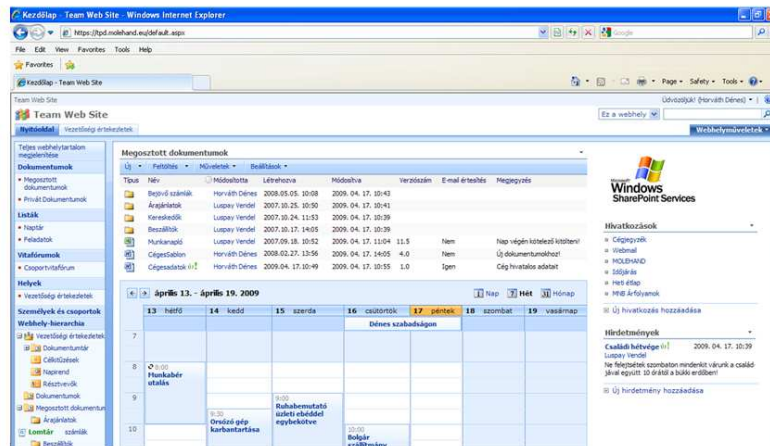 Kezdőlap - Team Web Site - Windows Internet Explorer
https://tpd.molehand.eu/default.aspx
Google
File Edit View Favorites Tools Help
Favorites
Kezdőlap - Team Web Site
Page Safety Tools
Team Web Site
Üdvözöljük! (Horváth Dénes)
Team Web Site
Ez a webhely
Nyitóoldal Vezetőségi értekezletek
Webhelyműveletek
Teljes webhelytartalom
megjelenítése
Dokumentumok
Megosztott
dokumentumok
Privát Dokumentumok
Listák
Naptár
Feladatok
Vitafórumok
Csoportvitafórum
Helyek
Vezetőségi értekezletek
Személyek és csoportok
Webhely-hierarchia
Vezetőségi értekezletek
Dokumentumtár
Célkitűzések
Napirend
Résztvevők
Dokumentumok
Megosztott dokumentun
Árajánlatok
Lomtár számlák
Beszállítók
Megosztott dokumentumok
Új Feltöltés Műveletek Beállítások
Típus Név Módosította Létrehozva Módosítva Verziószám E-mail értesítés Megjegyzés
Bejövő számlák Horváth Dénes 2008.05.05. 10:08 2009. 04. 17. 10:43
Árajánlatok Luspay Vendel 2007.10.25. 10:50 2009. 04. 17. 10:41
Kereskedők Luspay Vendel 2007.10.24. 11:53 2009. 04. 17. 10:39
Beszállítók Luspay Vendel 2007.10.17. 14:05 2009. 04. 17. 10:39
Munkanapló Luspay Vendel 2007.09.18. 10:52 2009. 04. 17. 11:04 11.5 Nem Nap végén kötelező kitölteni!
CégesSablon Horváth Dénes 2008.02.27. 13:56 2009. 04. 17. 14:05 4.0 Nem Új dokumentumokhoz!
Cégesadatok Horváth Dénes 2009.04. 17.10:49 2009. 04. 17. 10:55 1.0 Igen Cég hivatalos adatait
április 13. - április 19. 2009
1 Nap 7 Hét 31 Hónap
13 hétfő 14 kedd 15 szerda 16 csütörtök 17 péntek 18 szombat 19 vasárnap
Dénes szabadságon
7
8
8:00
Munkabér
utalás
9
9:00
Ruhabemutató
üzleti ebéddel
egybekötve
9:30
Orsózó gép
karbantartása
10
10:00
Bolgár
szállítmány
Microsoft
Windows
SharePoint Services
Hivatkozások
Cégjegyzék
Webmail
MOLEHAND
Időjárás
Heti étlap
MNB Árfolyamok
Új hivatkozás hozzáadása
Hirdetmények
Családi hétvége 2009. 04. 17. 10:39
Luspay Vendel
Ne felejtsétek szombaton mindenkit várunk a család-
jával együtt 10 órától a bükki erdőben!
Új hirdetmény hozzáadása